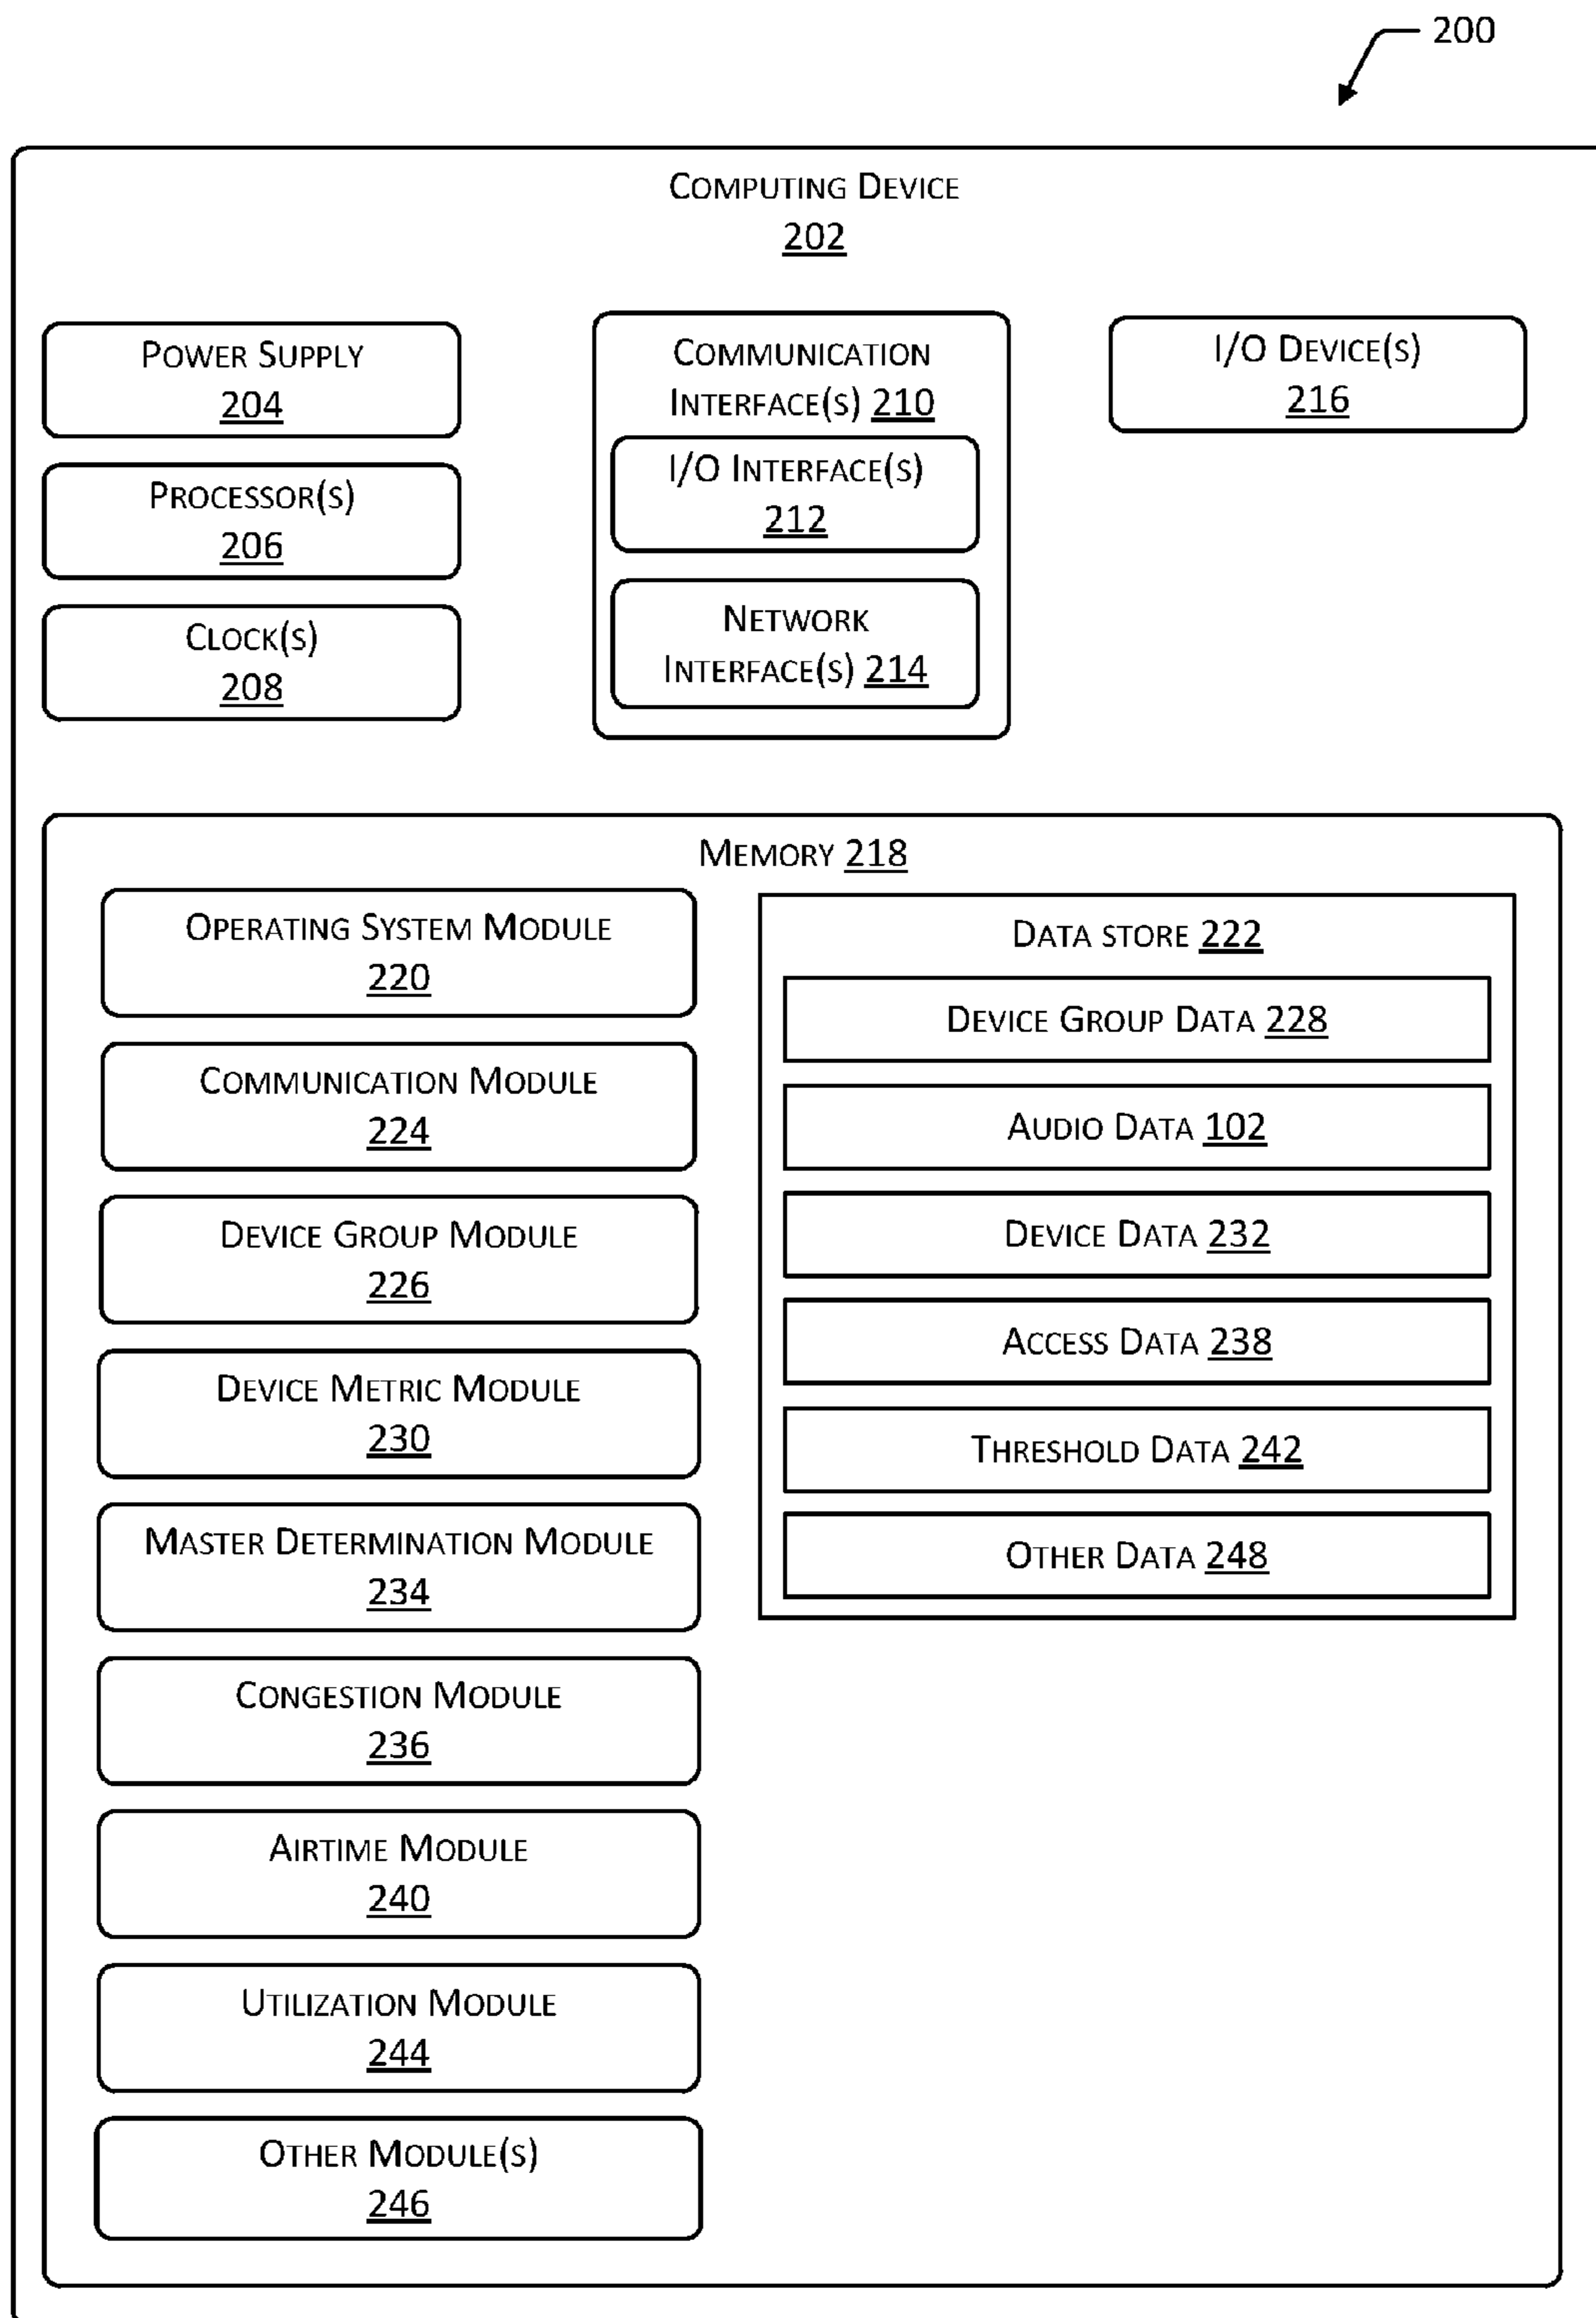 200
Computing Device
202
Power Supply
204
Processor(s)
206
Clock(s)
208
Communication
Interface(s) 210
I/O Interface(s)
212
Network
Interface(s) 214
I/O Device(s)
216
Memory 218
Operating System Module
220
Communication Module
224
Device Group Module
226
Device Metric Module
230
Master Determination Module
234
Congestion Module
236
Airtime Module
240
Utilization Module
244
Other Module(s)
246
Data store 222
Device Group Data 228
Audio Data 102
Device Data 232
Access Data 238
Threshold Data 242
Other Data 248